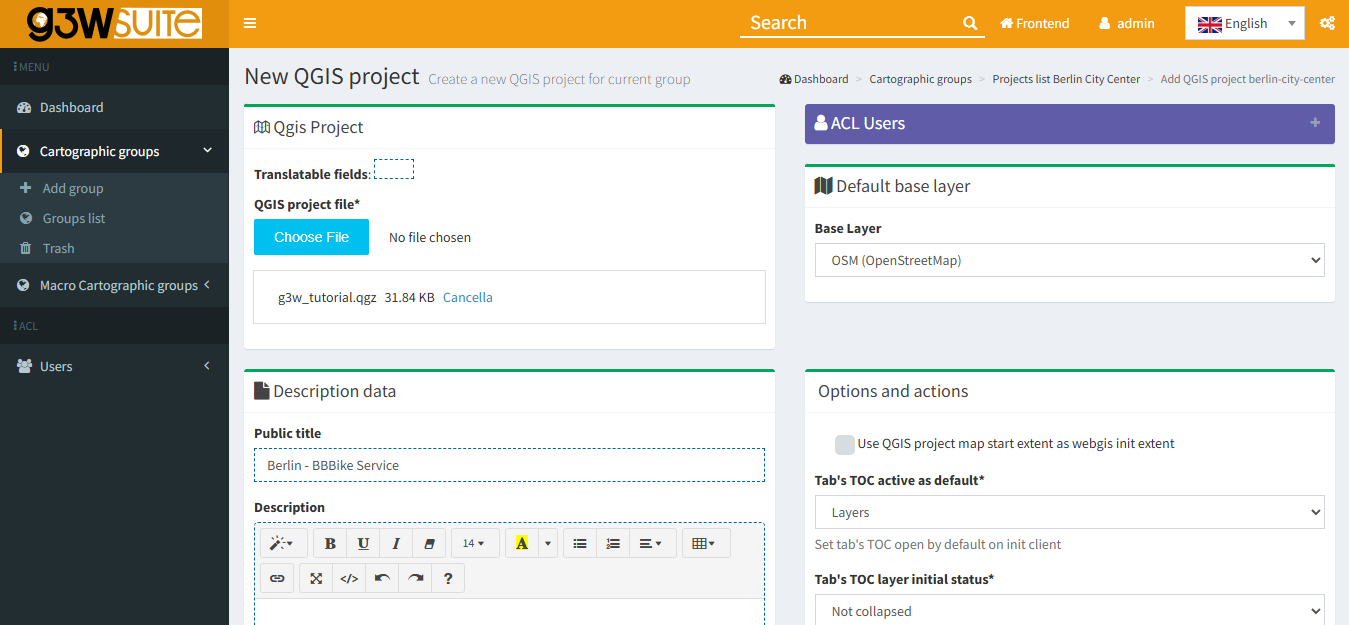 g3wSUITE
Search
Frontend
admin
English
MENU
Dashboard
Cartographic groups
Add group
Groups list
Trash
Macro Cartographic groups
ACL
Users
New QGIS project Create a new QGIS project for current group
Dashboard > Cartographic groups > Projects list Berlin City Center > Add QGIS project berlin-city-center
Qgis Project
Translatable fields:
QGIS project file*
Choose File No file chosen
g3w_tutorial.qgz 31.84 KB Cancella
ACL Users
Default base layer
Base Layer
OSM (OpenStreetMap)
Description data
Public title
Berlin - BBBike Service
Description
B U I 14 A
</> ?
Options and actions
Use QGIS project map start extent as webgis init extent
Tab's TOC active as default*
Layers
Set tab's TOC open by default on init client
Tab's TOC layer initial status*
Not collapsed